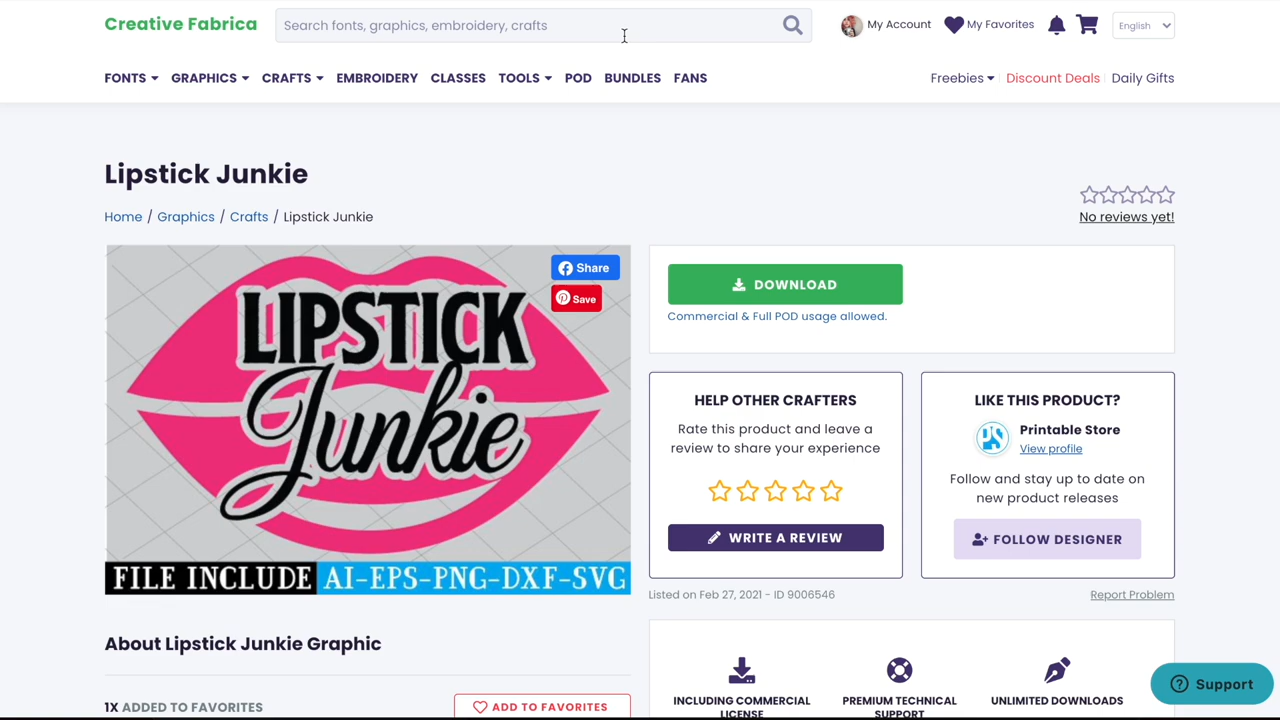 Creative Fabrica
Search fonts, graphics, embroidery, crafts
My Account
My Favorites
English
FONTS
GRAPHICS
CRAFTS
EMBROIDERY
CLASSES
TOOLS
POD
BUNDLES
FANS
Freebies
Discount Deals
Daily Gifts
Lipstick Junkie
Home / Graphics / Crafts / Lipstick Junkie
No reviews yet!
Share
Save
LIPSTICK
Junkie
FILE INCLUDE AI-EPS-PNG-DXF-SVG
DOWNLOAD
Commercial & Full POD usage allowed.
HELP OTHER CRAFTERS
Rate this product and leave a
review to share your experience
WRITE A REVIEW
LIKE THIS PRODUCT?
Printable Store
View profile
Follow and stay up to date on
new product releases
FOLLOW DESIGNER
Listed on Feb 27, 2021 - ID 9006546
Report Problem
About Lipstick Junkie Graphic
1X ADDED TO FAVORITES
ADD TO FAVORITES
INCLUDING COMMERCIAL
LICENSE
PREMIUM TECHNICAL
SUPPORT
UNLIMITED DOWNLOADS
Support